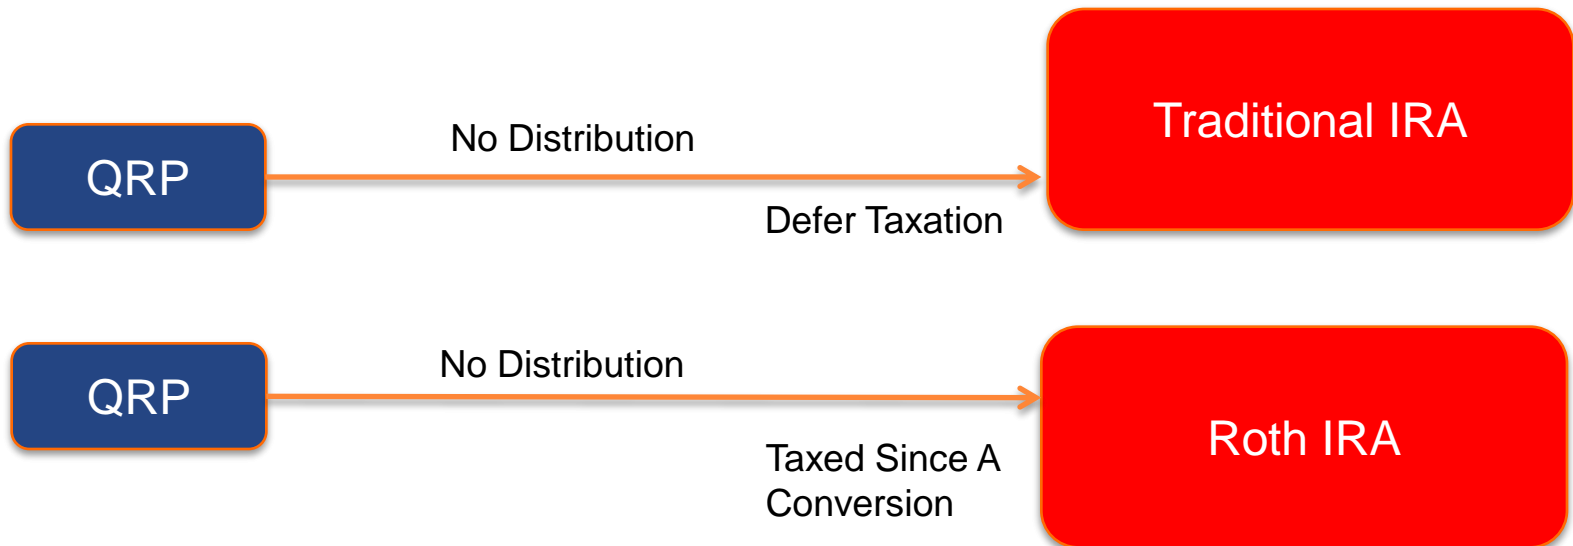 Traditional IRA
No Distribution
QRP
Defer Taxation
No Distribution
QRP
Roth IRA
Taxed Since A
Conversion